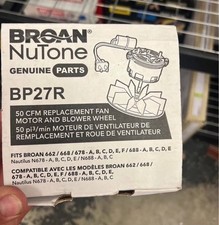 BROAN
NuTone
GENUINE PARTS
BP27R
50 CFM REPLACEMENT FAN
MOTOR AND BLOWER WHEEL
50 pi³/min MOTEUR DE VENTILATEUR DE
REMPLACEMENT ET ROUE DE VENTILATEUR
FITS BROAN 662 / 668 / 678 - A, B, C, D, E, F / 688 - A, B, C, D, E
Nautilus N678 - A, B, C, D, E / N688 - A, B, C
COMPATIBLE AVEC LES MODÈLES BROAN 662 / 668 /
678 - A, B, C, D, E, F / 688 - A, B, C, D, E
Nautilus N678 - A, B, C, D, E / N688 - A, B, C